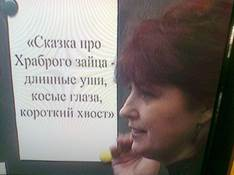 «Сказка про
Храброго зайца -
длинные уши,
косые глаза,
короткий хвост»